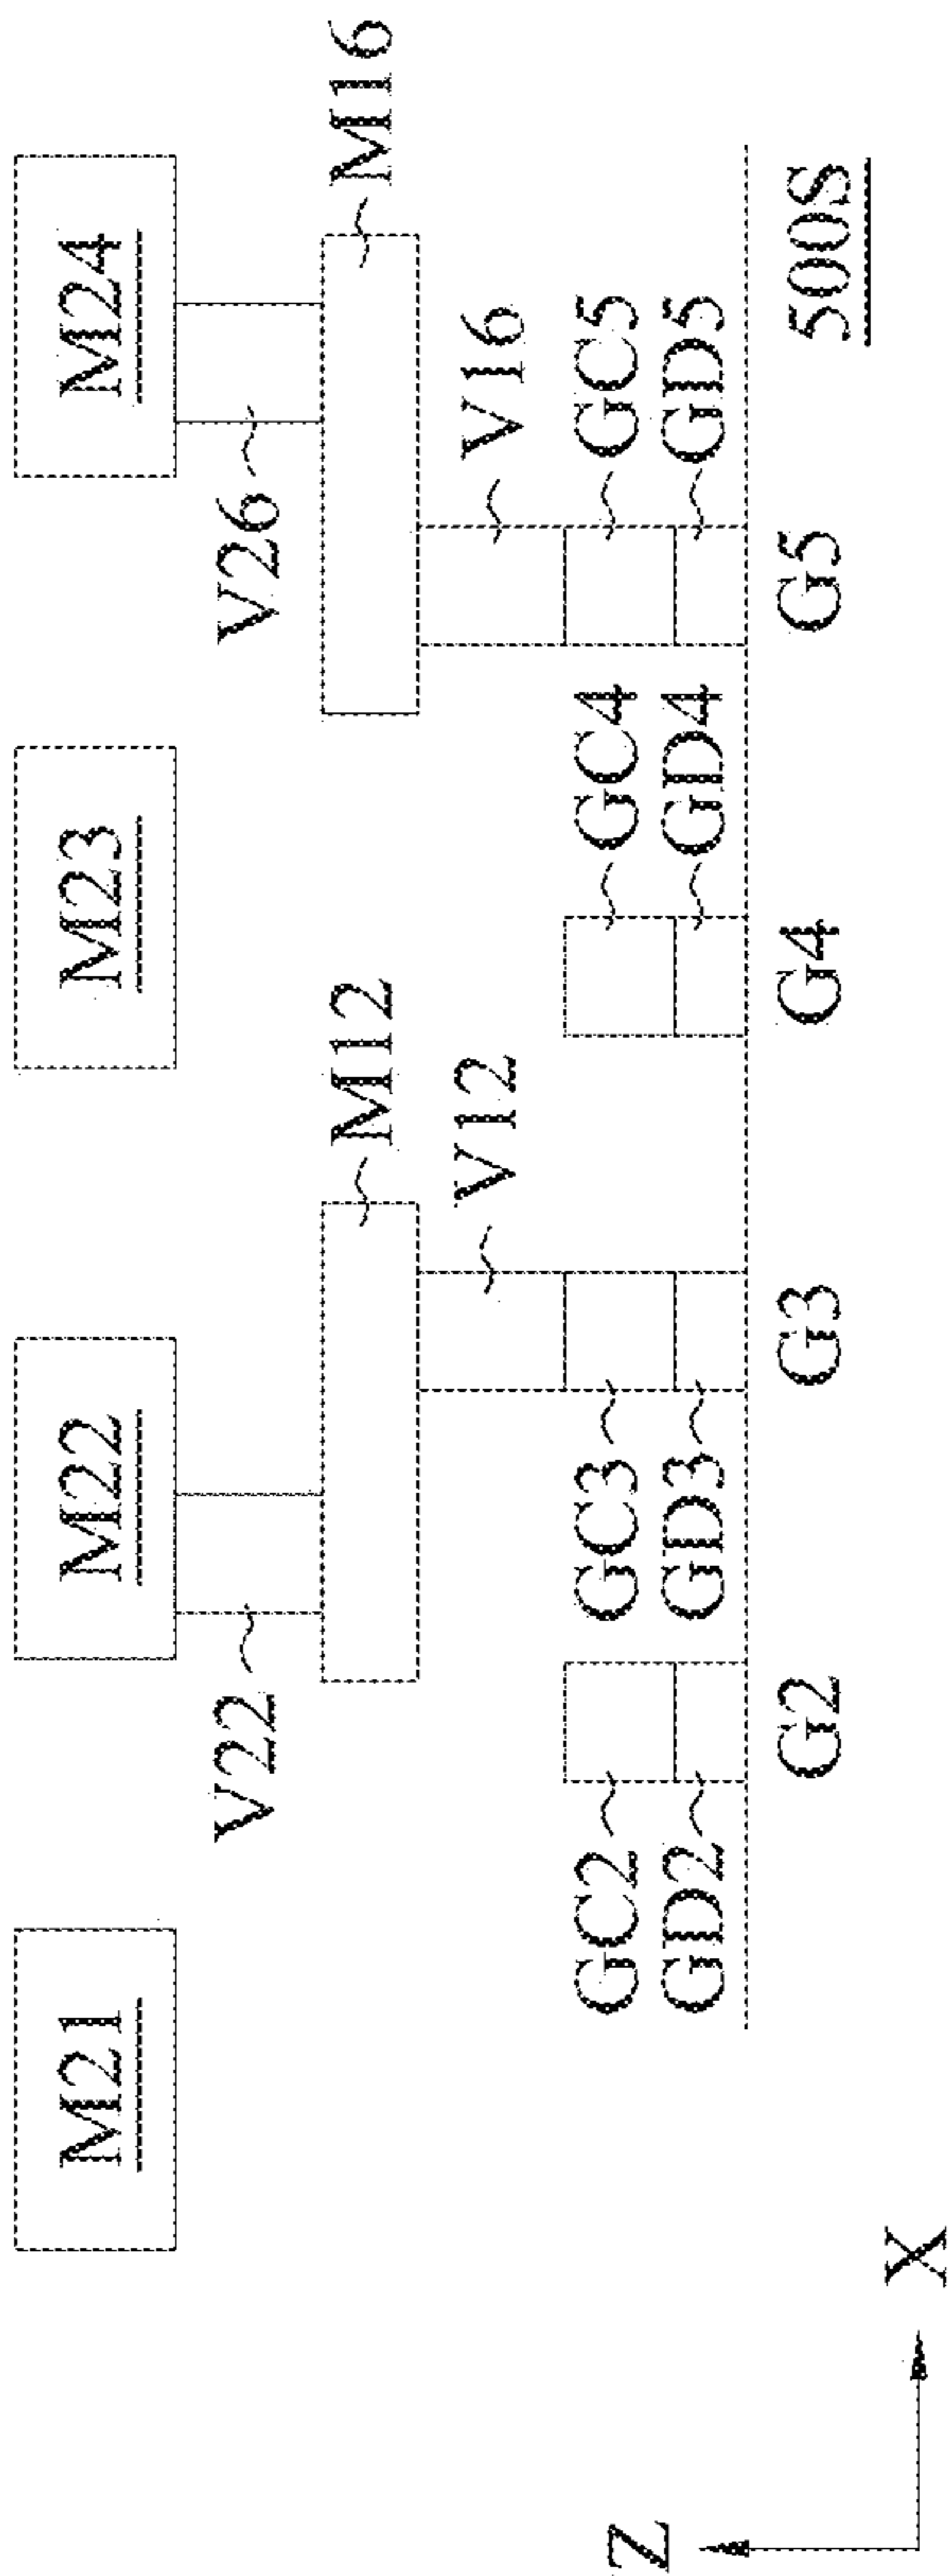 M21 M22 M23 M24
V22 V26
M12 M16
V12 V16
GC2 GC3 GC4 GC5
GD2 GD3 GD4 GD5
G2 G3 G4 G5
500S
Z
X